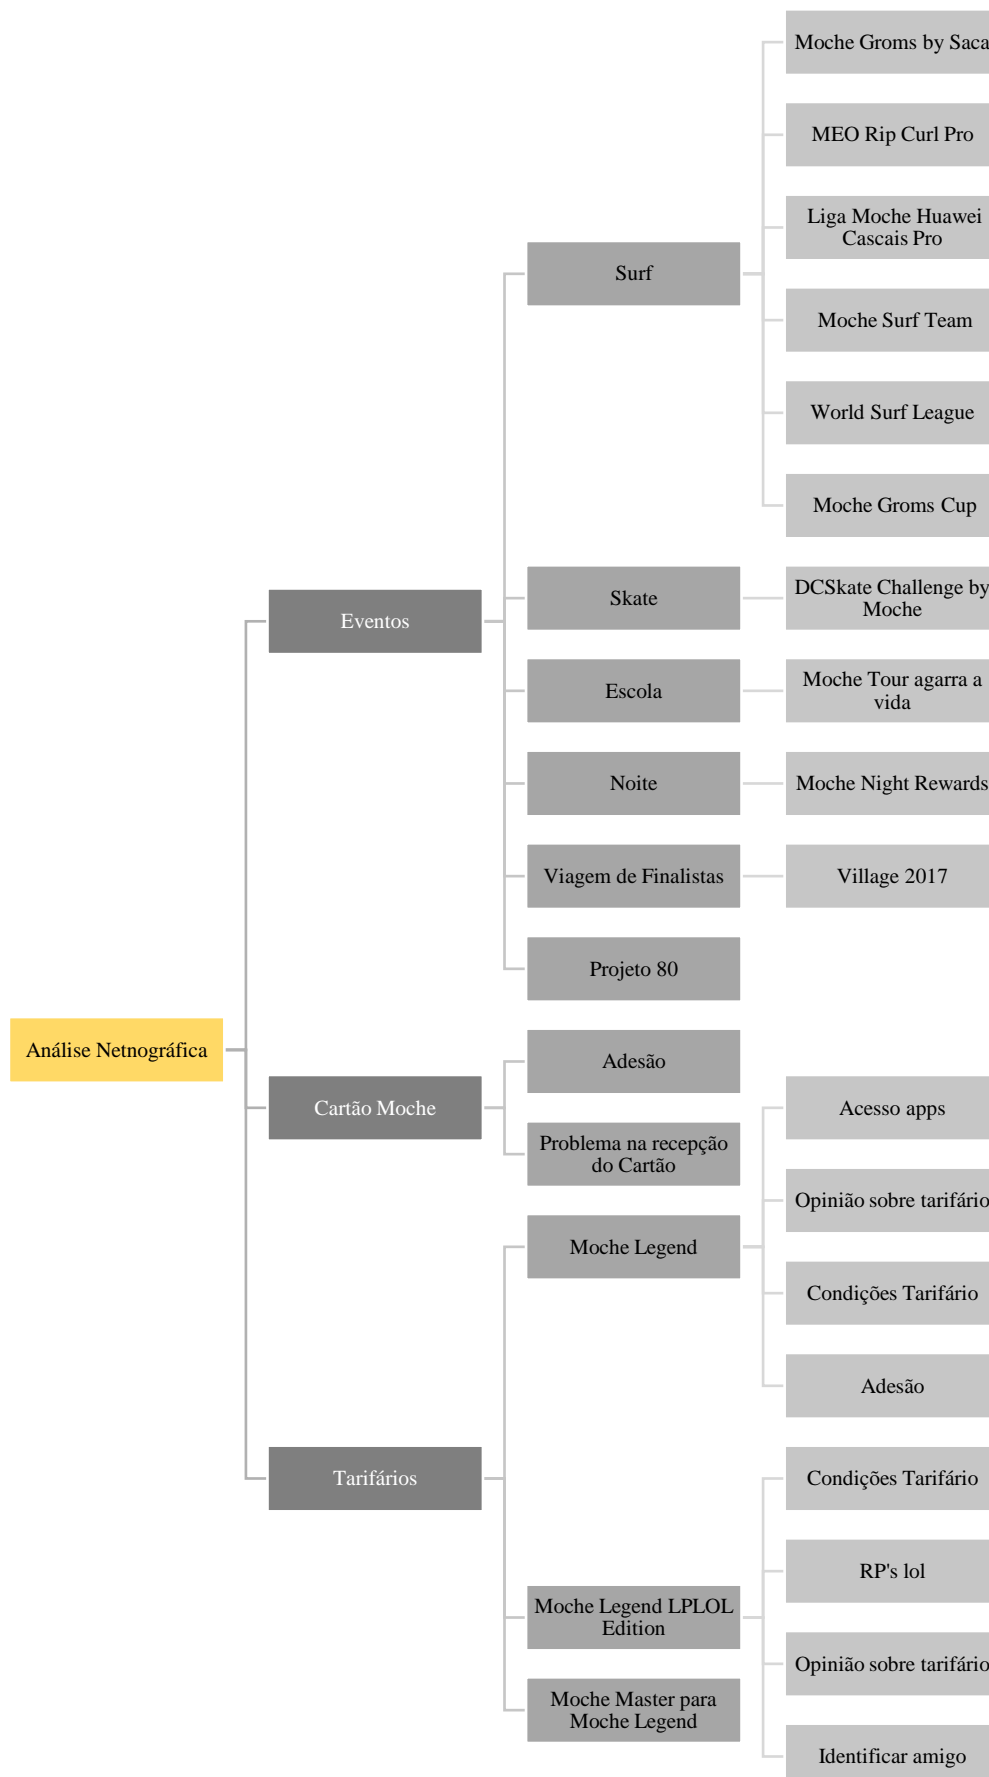 Moche Groms by Saca
MEO Rip Curl Pro
Liga Moche Huawei
Cascais Pro
Surf
Moche Surf Team
World Surf League
Moche Groms Cup
Skate
DCSkate Challenge by
Moche
Eventos
Escola
Moche Tour agarra a
vida
Noite
Moche Night Rewards
Viagem de Finalistas
Village 2017
Projeto 80
Análise Netnográfica
Adesão
Cartão Moche
Problema na recepção
do Cartão
Acesso apps
Opinião sobre tarifário
Moche Legend
Condições Tarifário
Adesão
Tarifários
Condições Tarifário
RP's lol
Moche Legend LPLOL
Edition
Opinião sobre tarifário
Moche Master para
Moche Legend
Identificar amigo